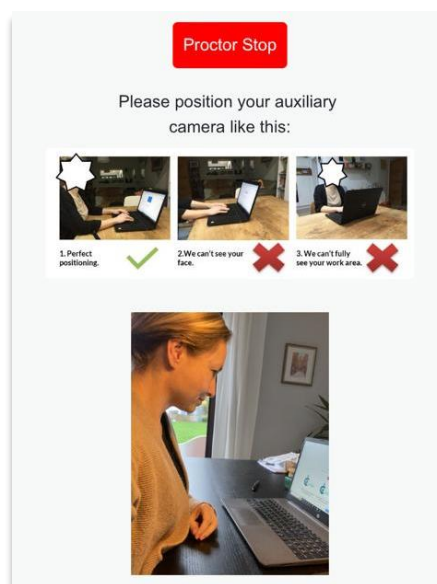 Proctor Stop
Please position your auxiliary
camera like this:
1. Perfect
positioning.
2.We can't see your
face.
3. We can't fully
see your work area.